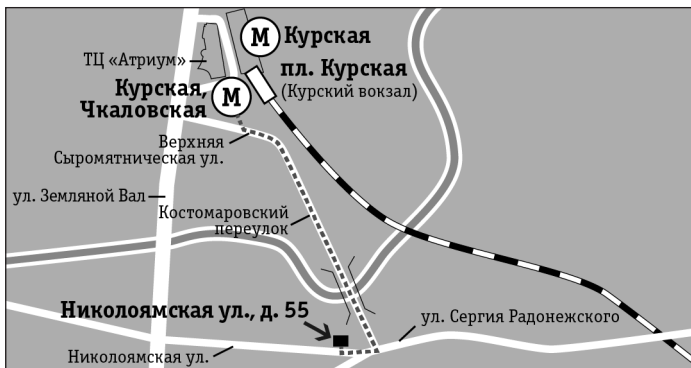 М Курская
ТЦ «Атриум»
пл. Курская
(Курский вокзал)
Курская,
Чкаловская
М
Верхняя
Сыромятническая ул.
ул. Земляной Вал
Костомаровский
переулок
Николоямская ул., д. 55
ул. Сергия Радонежского
Николоямская ул.